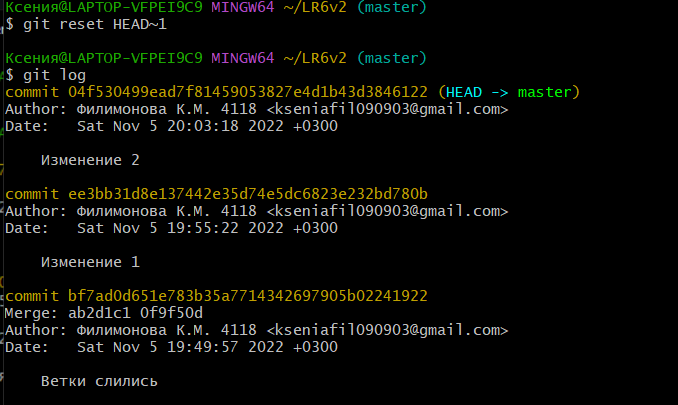 Ксения@LAPTOP-VFPEI9C9 MINGW64 ~/LR6v2 (master)
$ git reset HEAD~1
Ксения@LAPTOP-VFPEI9C9 MINGW64 ~/LR6v2 (master)
$ git log
commit 04f530499ead7f81459053827e4d1b43d3846122 (HEAD -> master)
Author: Филимонова К.М. 4118 <kseniafil090903@gmail.com>
Date:   Sat Nov 5 20:03:18 2022 +0300
Изменение 2
commit ee3bb31d8e137442e35d74e5dc6823e232bd780b
Author: Филимонова К.М. 4118 <kseniafil090903@gmail.com>
Date:   Sat Nov 5 19:55:22 2022 +0300
Изменение 1
commit bf7ad0d651e783b35a7714342697905b02241922
Merge: ab2d1c1 0f9f50d
Author: Филимонова К.М. 4118 <kseniafil090903@gmail.com>
Date:   Sat Nov 5 19:49:57 2022 +0300
Ветки слились